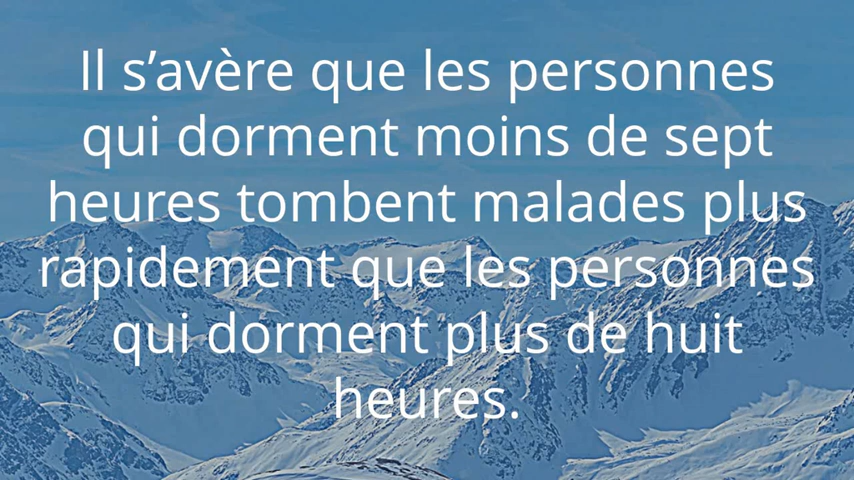 Il s’avère que les personnes
qui dorment moins de sept
heures tombent malades plus
rapidement que les personnes
qui dorment plus de huit
heures.